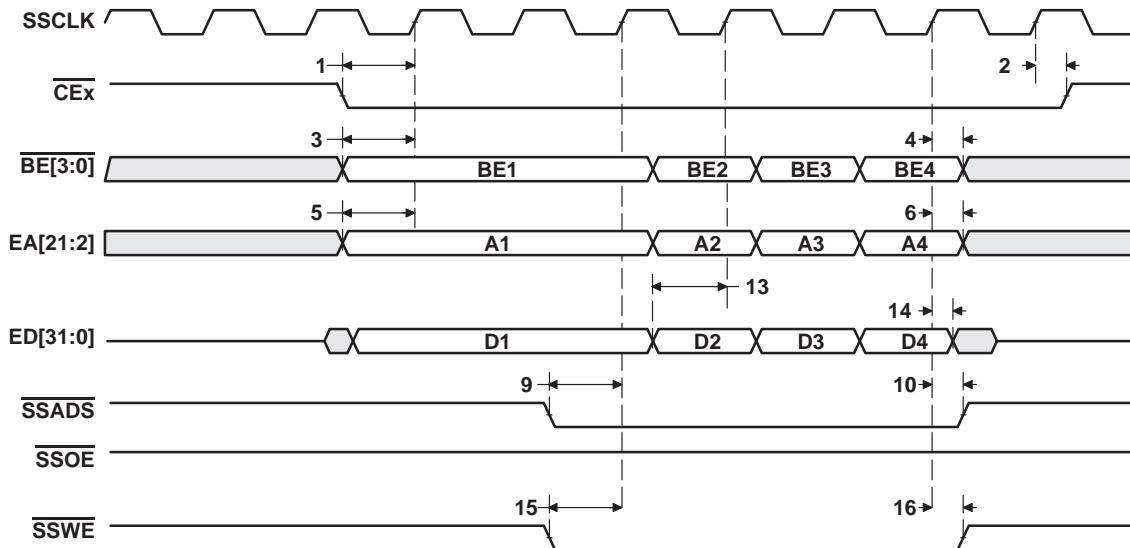 SSCLK
1
2
CEx
3
4
BE[3:0]
BE1
BE2
BE3
BE4
5
6
EA[21:2]
A1
A2
A3
A4
13
14
ED[31:0]
D1
D2
D3
D4
9
10
SSADS
SSOE
15
16
SSWE